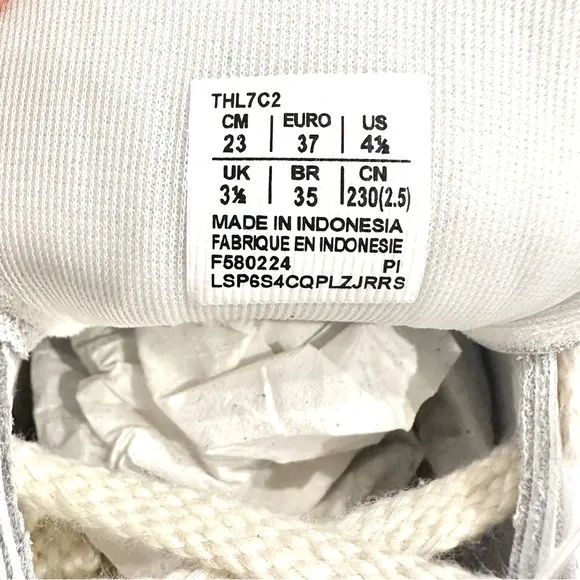 THL7C2
CM | EURO | US
23 | 37 | 4½
UK | BR | CN
3½ | 35 | 230(2.5)
MADE IN INDONESIA
FABRIQUE EN INDONESIE
F580224 PI
LSP6S4CQPLZJRRS